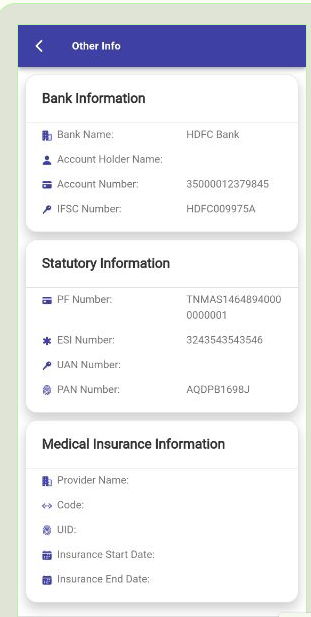 Other Info
Bank Information
Bank Name: HDFC Bank
Account Holder Name:
Account Number: 35000012379845
IFSC Number: HDFC009975A
Statutory Information
PF Number: TNMAS1464894000
0000001
ESI Number: 3243543543546
UAN Number:
PAN Number: AQDPB1698J
Medical Insurance Information
Provider Name:
Code:
UID:
Insurance Start Date:
Insurance End Date: